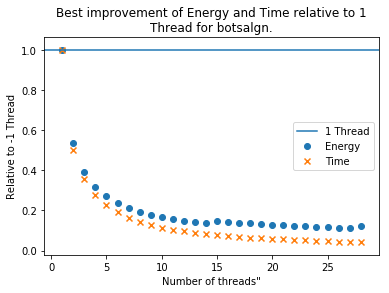 Best improvement of Energy and Time relative to 1
Thread for botsalgn.
1.0
0.8
0.6
0.4
0.2
0.0
Relative to -1 Thread
1 Thread
Energy
Time
0 5 10 15 20 25
Number of threads"